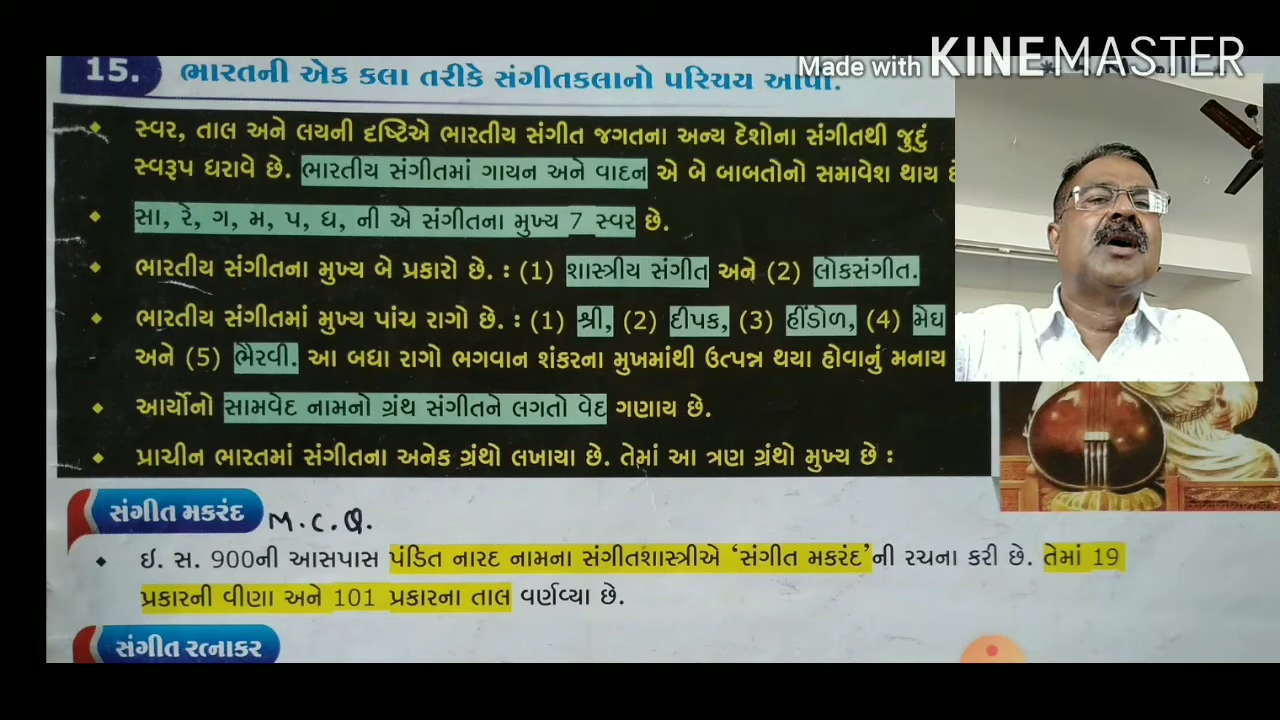 Made with KINEMASTER
15. ભારતની એક કલા તરીકે સંગીતકલાનો પરિચય આપો.
સ્વર, તાલ અને લયની દૃષ્ટિએ ભારતીય સંગીત જગતના અન્ય દેશોના સંગીતથી જુદું
સ્વરૂપ ધરાવે છે. ભારતીય સંગીતમાં ગાયન અને વાદન એ બે બાબતોનો સમાવેશ થાય
સા, રે, ગ, મ, પ, ધ, ની એ સંગીતના મુખ્ય 7 સ્વર છે.
ભારતીય સંગીતના મુખ્ય બે પ્રકારો છે. : (1) શાસ્ત્રીય સંગીત અને (2) લોકસંગીત.
ભારતીય સંગીતમાં મુખ્ય પાંચ રાગો છે. : (1) શ્રી, (2) દીપક, (3) હીંડોળ, (4) મેઘ
અને (5) ભૈરવી. આ બધા રાગો ભગવાન શંકરના મુખમાંથી ઉત્પન્ન થયા હોવાનું મનાય
આર્યોનો સામવેદ નામનો ગ્રંથ સંગીતને લગતો વેદ ગણાય છે.
પ્રાચીન ભારતમાં સંગીતના અનેક ગ્રંથો લખાયા છે. તેમાં આ ત્રણ ગ્રંથો મુખ્ય છે :
સંગીત મકરંદ M.C.Q.
ઈ. સ. 900ની આસપાસ પંડિત નારદ નામના સંગીતશાસ્ત્રીએ ‘સંગીત મકરંદ’ની રચના કરી છે. તેમાં 19
પ્રકારની વીણા અને 101 પ્રકારના તાલ વર્ણવ્યા છે.
સંગીત રત્નાકર